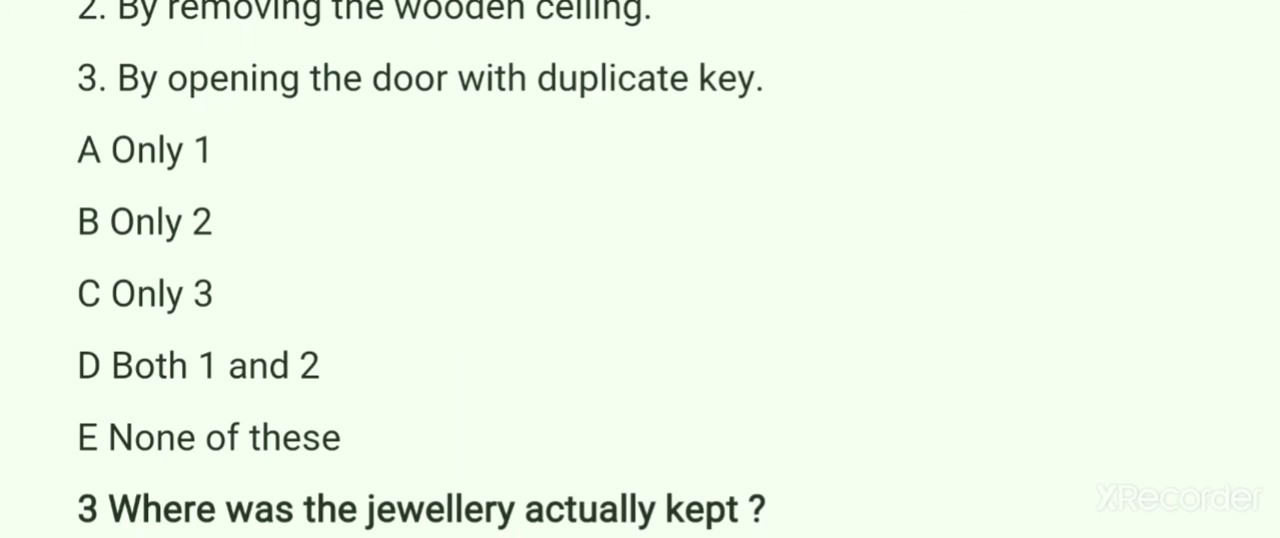 2. By removing the wooden ceiling.
3. By opening the door with duplicate key.
A Only 1
B Only 2
C Only 3
D Both 1 and 2
E None of these
3 Where was the jewellery actually kept ?
XRecorder